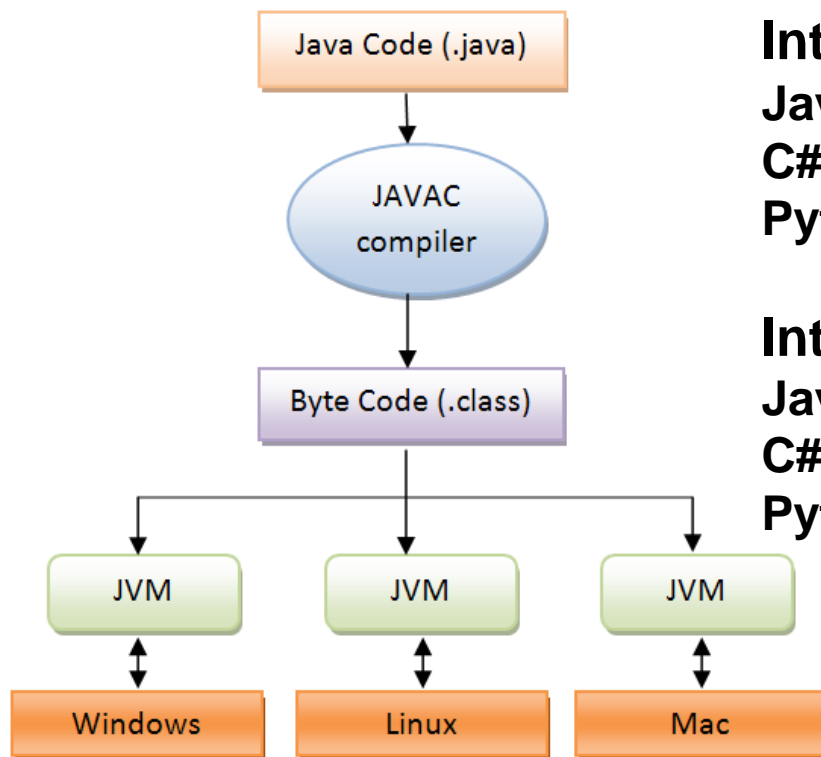 Java Code (.java)
JAVAC
compiler
Byte Code (.class)
JVM
JVM
JVM
Windows
Linux
Mac
C#
C#